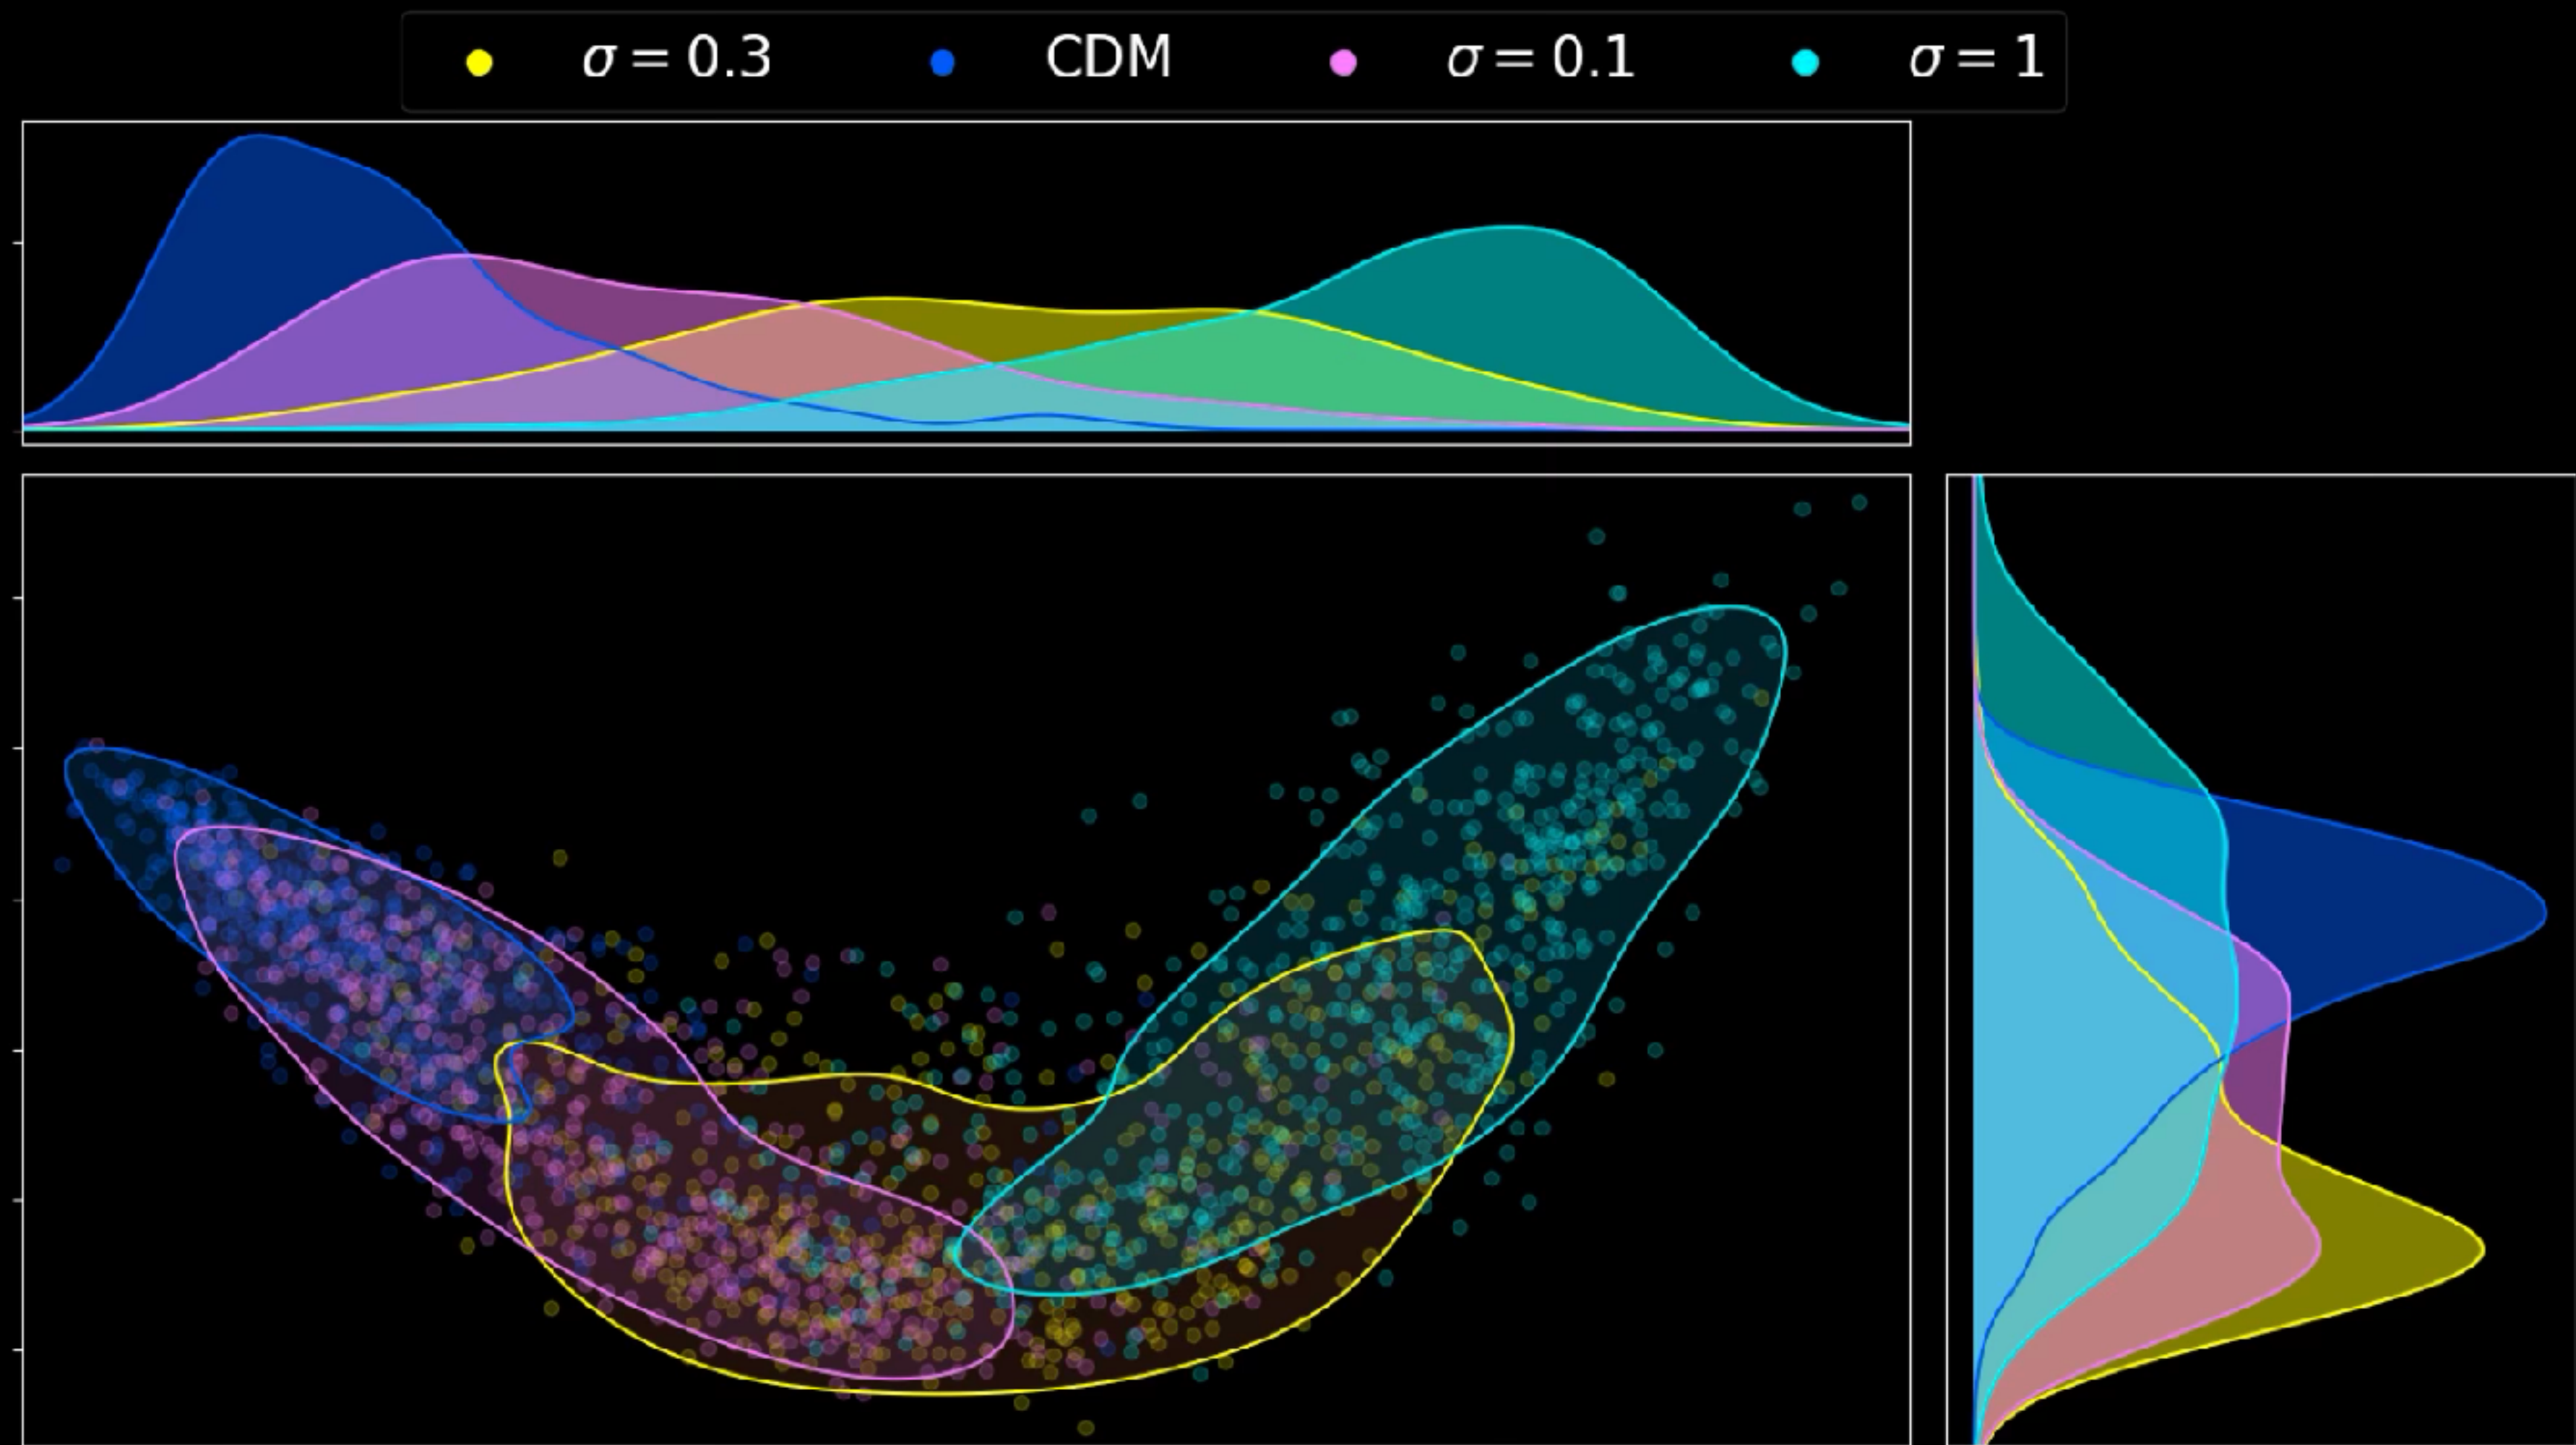 σ = 0.3 CDM σ = 0.1 σ = 1